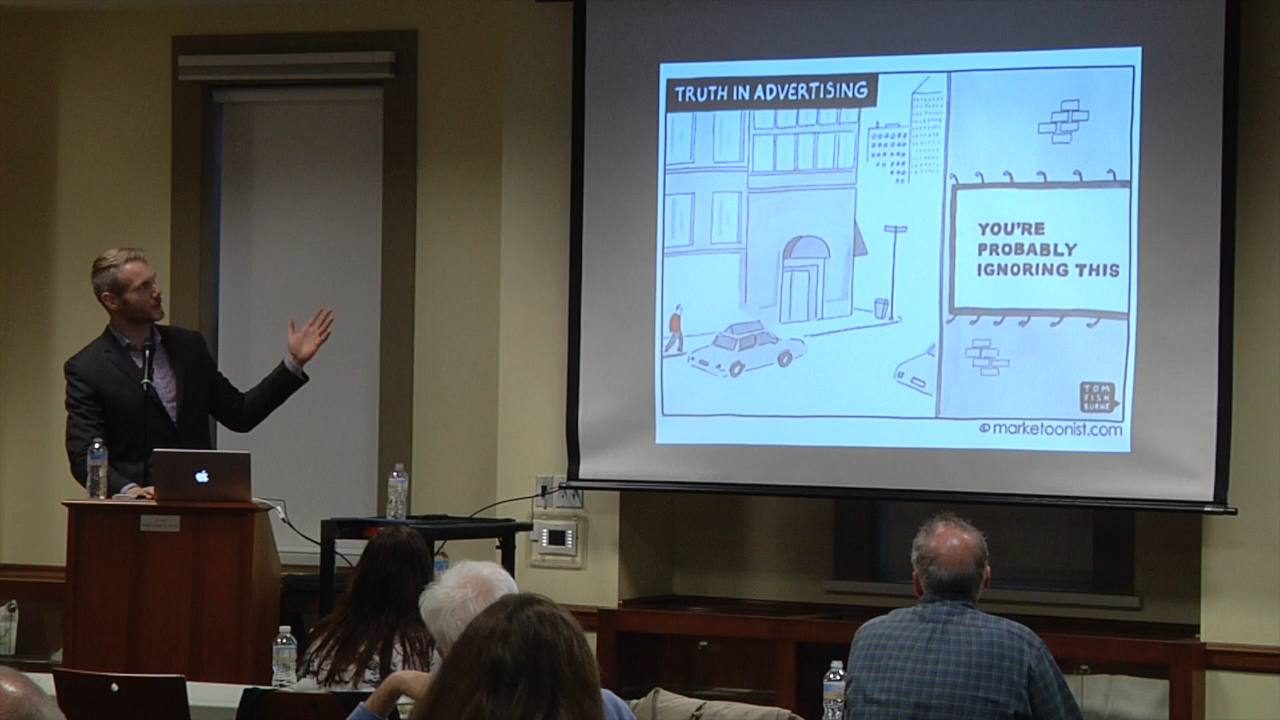 TRUTH IN ADVERTISING
YOU'RE
PROBABLY
IGNORING THIS
TOM
FISH
BURNE
© marketoonist.com